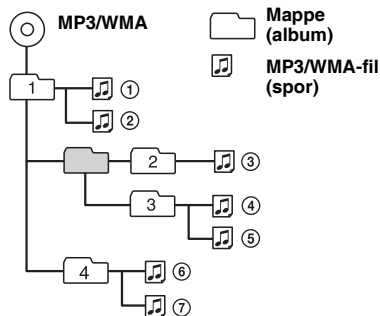 MP3/WMA
Mappe
(album)
MP3/WMA-fil
(spor)
1
①
②
2
③
3
④
⑤
4
⑥
⑦